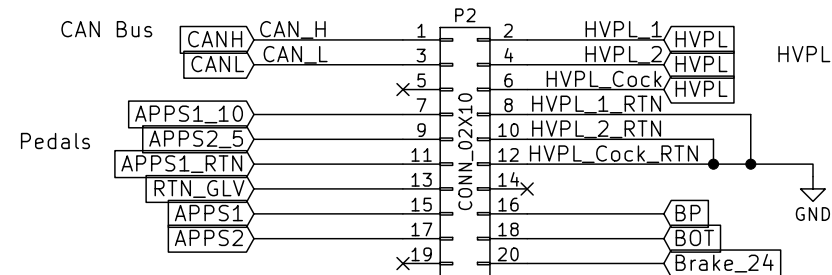 P2
CAN Bus
CANH CAN_H 1 2 HVPL_1 HVPL
CANL CAN_L 3 4 HVPL_2 HVPL HVPL
5 6 HVPL_Cock HVPL
APPS1_10 7 8 HVPL_1_RTN
Pedals APPS2_5 9 10 HVPL_2_RTN
APPS1_RTN 11 12 HVPL_Cock_RTN
RTN_GLV 13 14
APPS1 15 16 BP
GND
APPS2 17 18 BOT
19 20 Brake_24
CONN_02X10